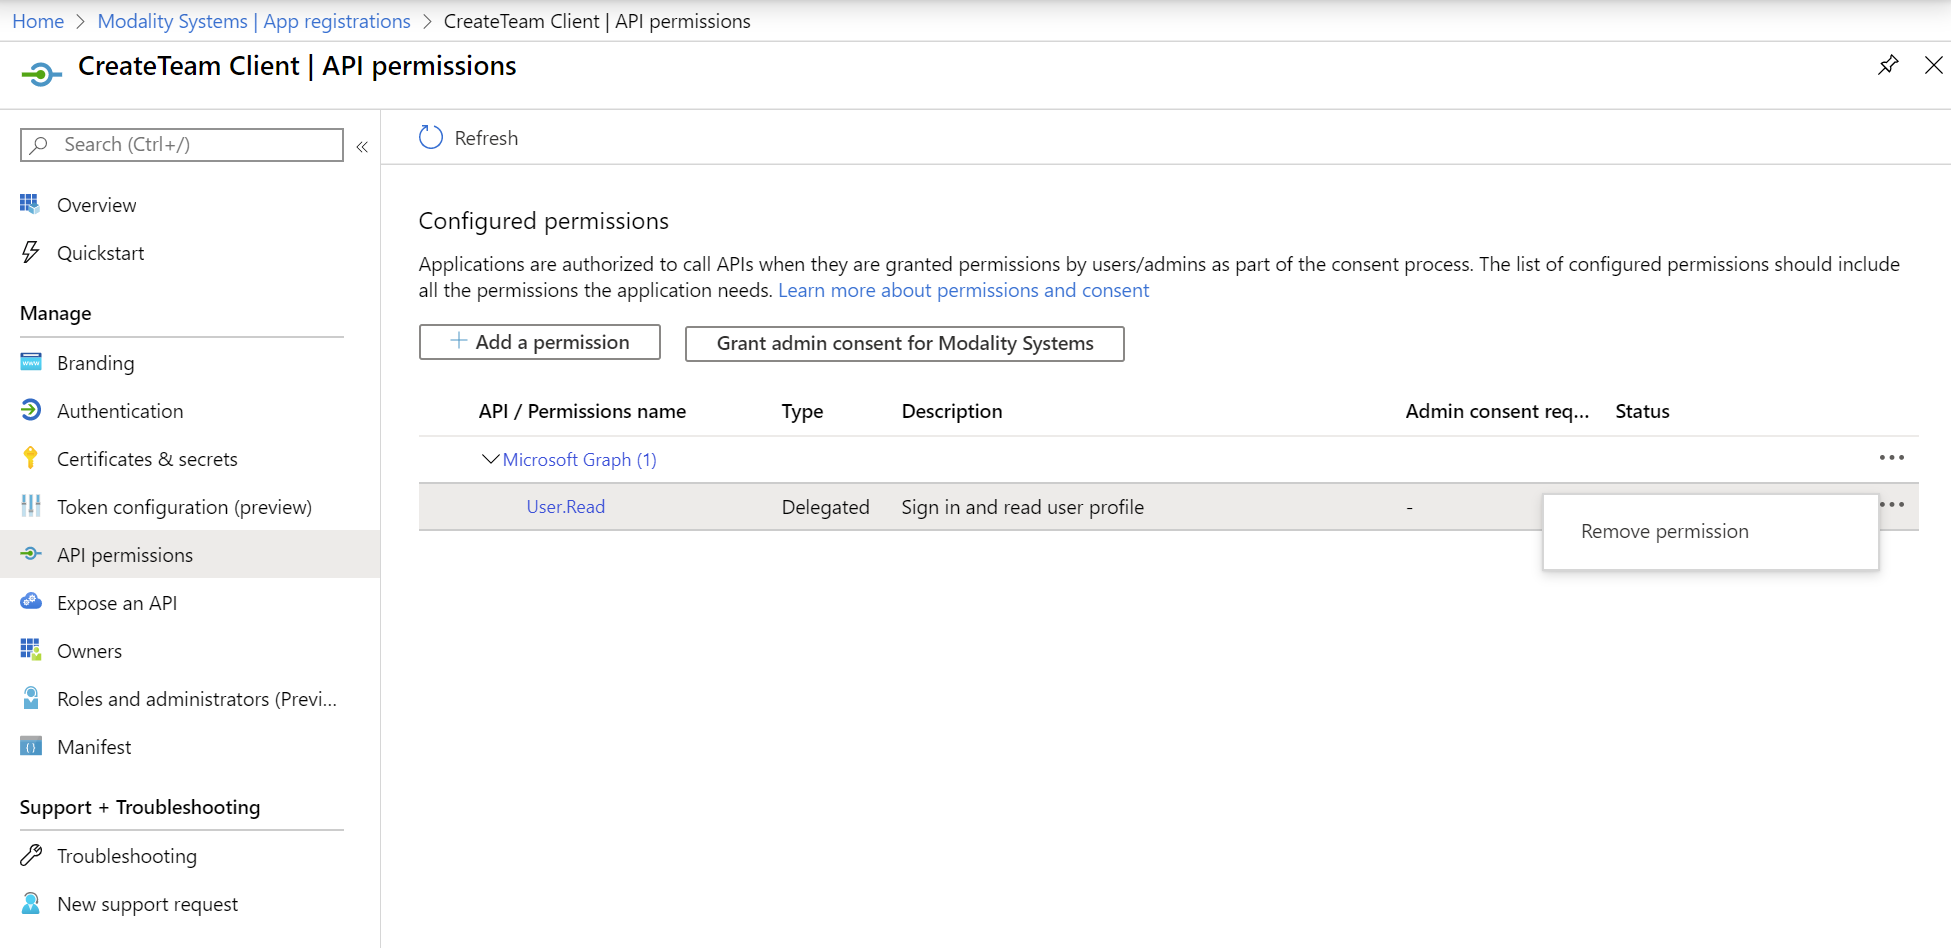 Home > Modality Systems | App registrations > CreateTeam Client | API permissions
CreateTeam Client | API permissions
Search (Ctrl+/)
«
Overview
Quickstart
Manage
Branding
Authentication
Certificates & secrets
Token configuration (preview)
API permissions
Expose an API
Owners
Roles and administrators (Previ...
Manifest
Support + Troubleshooting
Troubleshooting
New support request
Refresh
Configured permissions
Applications are authorized to call APIs when they are granted permissions by users/admins as part of the consent process. The list of configured permissions should include
all the permissions the application needs. Learn more about permissions and consent
+ Add a permission Grant admin consent for Modality Systems
API / Permissions name Type Description Admin consent req... Status
Microsoft Graph (1) ...
User.Read Delegated Sign in and read user profile - ...
Remove permission